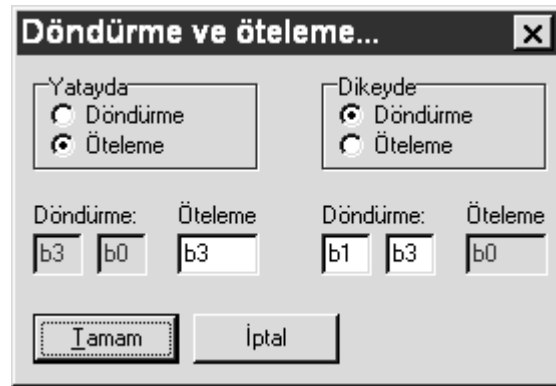 Döndürme ve öteleme...
Yatayda Dikeyde
Döndürme Döndürme
Öteleme Öteleme
Döndürme: Öteleme Döndürme: Öteleme
b3 b0 b3 b1 b3 b0
Tamam İptal